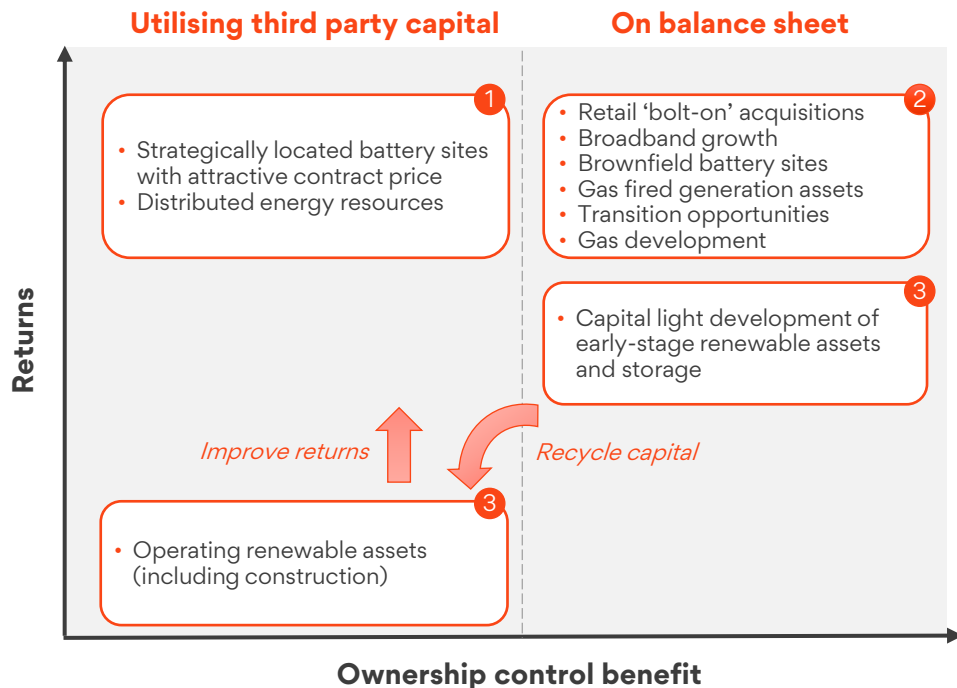 Utilising third party capital
On balance sheet
1
• Strategically located battery sites
with attractive contract price
• Distributed energy resources
2
• Retail ‘bolt-on’ acquisitions
• Broadband growth
• Brownfield battery sites
• Gas fired generation assets
• Transition opportunities
• Gas development
3
• Capital light development of
early-stage renewable assets
and storage
Returns
Improve returns
Recycle capital
3
• Operating renewable assets
(including construction)
Ownership control benefit